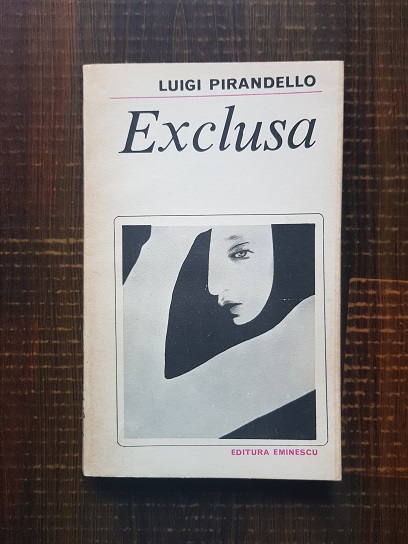 LUIGI PIRANDELLO
Exclusa
EDITURA EMINESCU